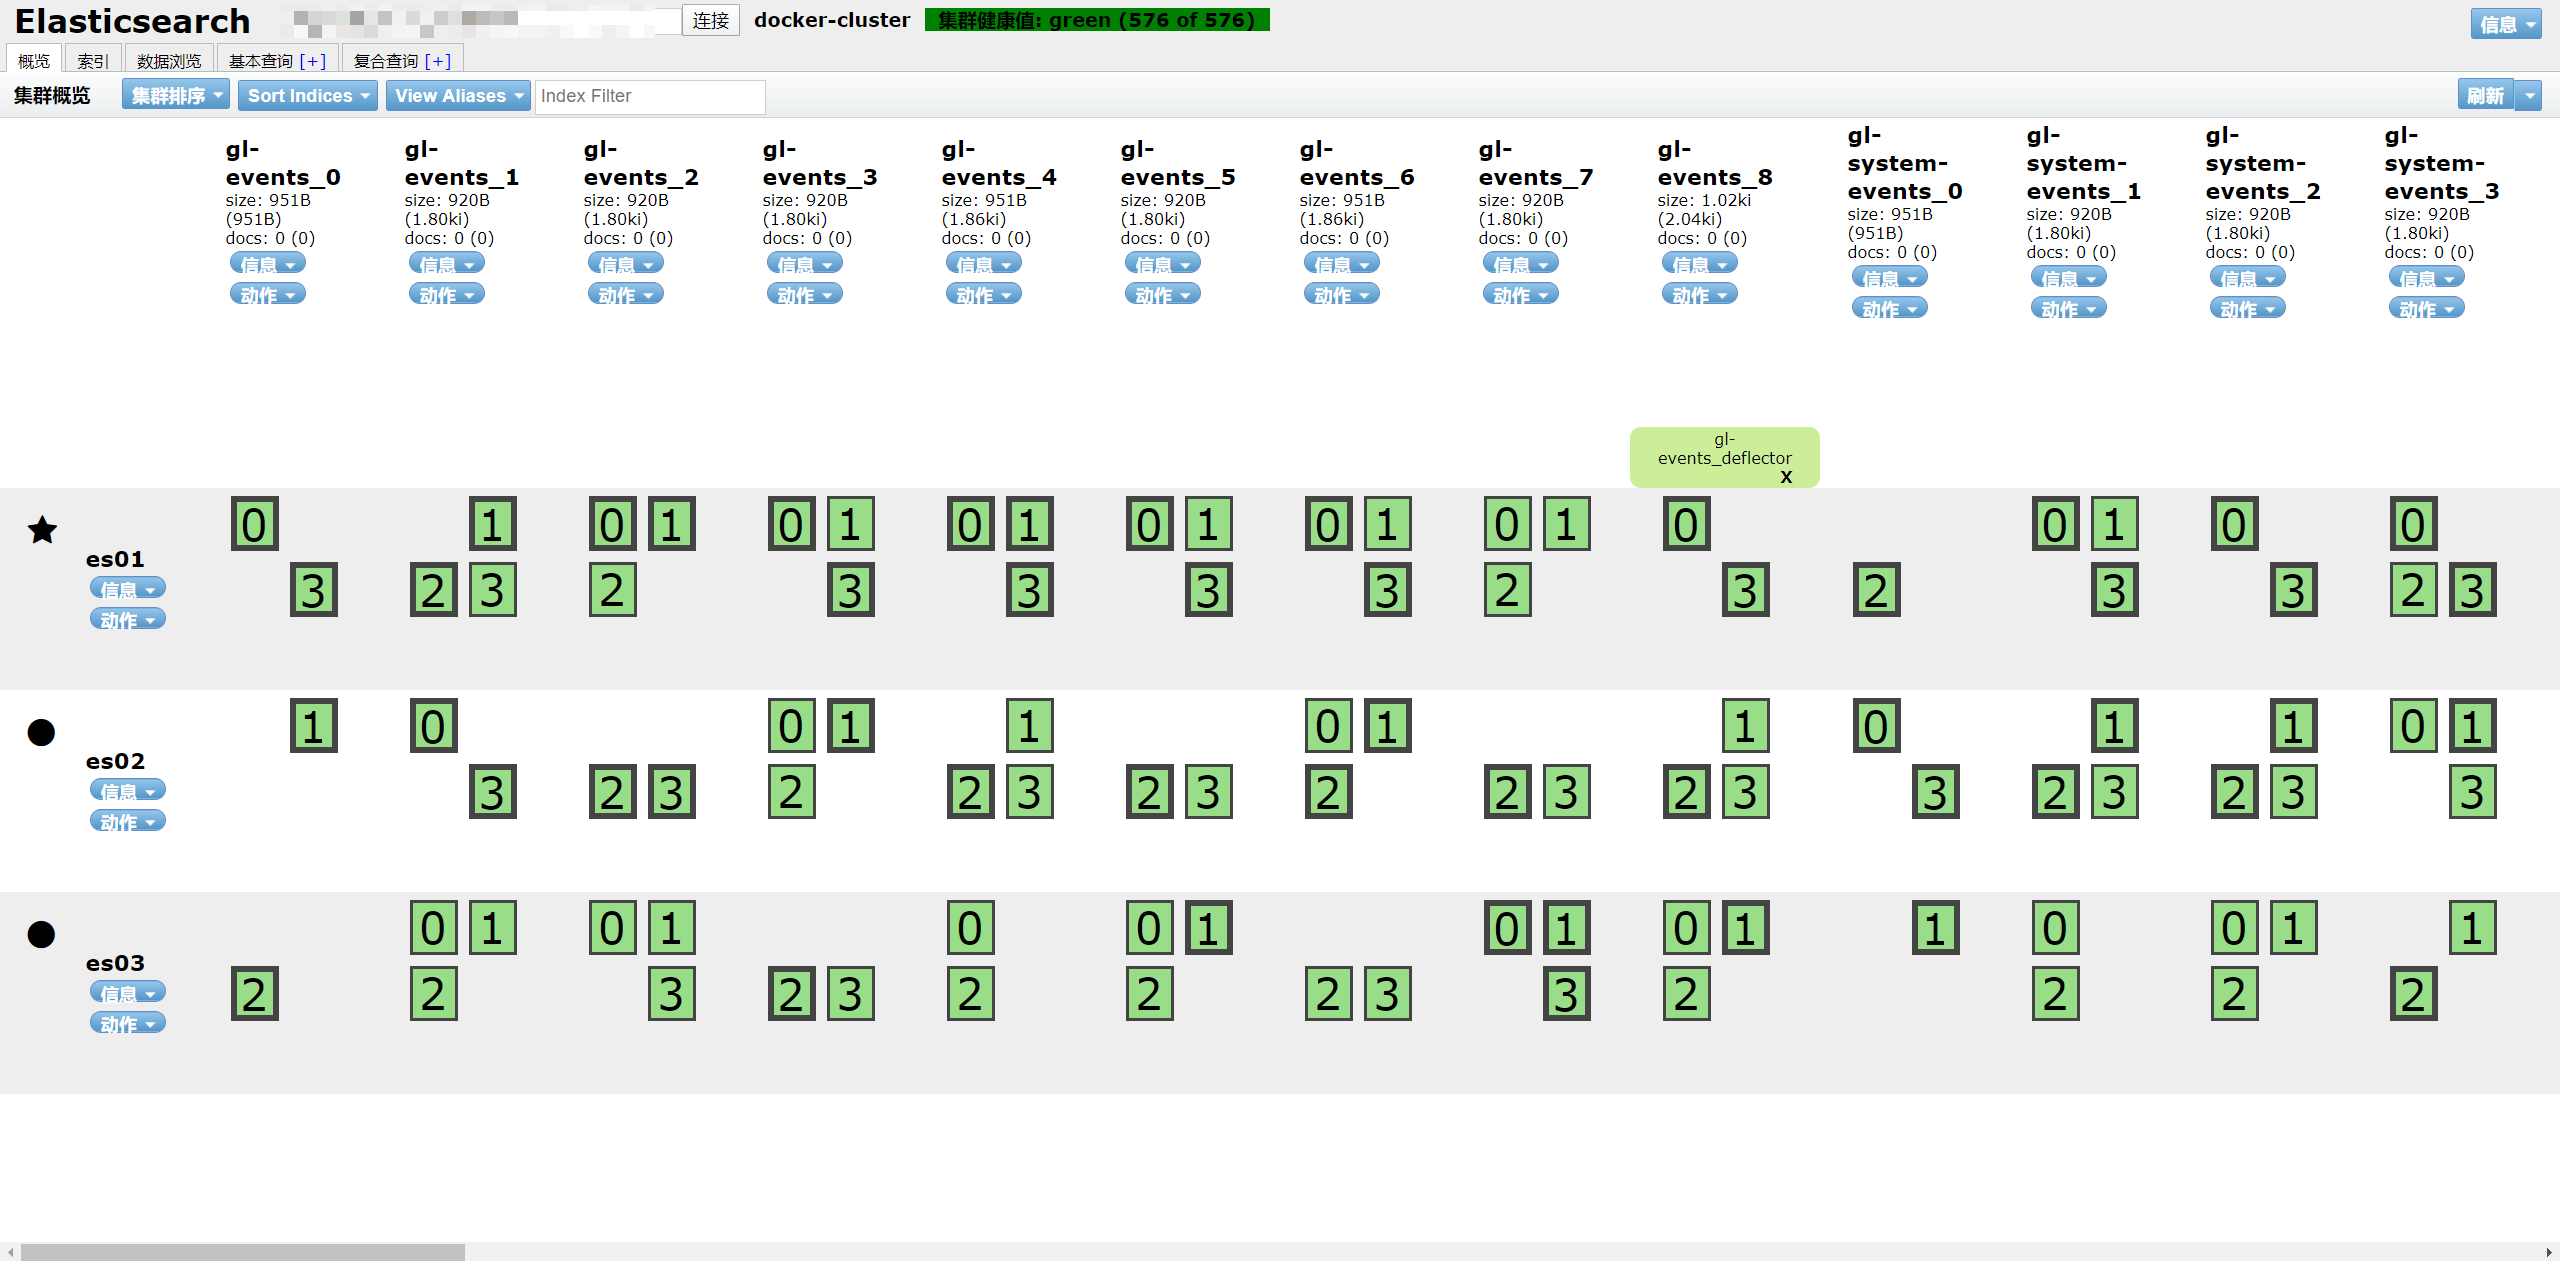 Elasticsearch 连接 docker-cluster 集群健康值: green (576 of 576) 信息
概览 索引 数据浏览 基本查询 [+] 复合查询 [+]
集群概览 集群排序 Sort Indices View Aliases Index Filter 刷新
gl-events_0
size: 951B (951B)
docs: 0 (0)
信息
动作
gl-events_1
size: 920B (1.80ki)
docs: 0 (0)
信息
动作
gl-events_2
size: 920B (1.80ki)
docs: 0 (0)
信息
动作
gl-events_3
size: 920B (1.80ki)
docs: 0 (0)
信息
动作
gl-events_4
size: 951B (1.86ki)
docs: 0 (0)
信息
动作
gl-events_5
size: 920B (1.80ki)
docs: 0 (0)
信息
动作
gl-events_6
size: 951B (1.86ki)
docs: 0 (0)
信息
动作
gl-events_7
size: 920B (1.80ki)
docs: 0 (0)
信息
动作
gl-events_8
size: 1.02ki (2.04ki)
docs: 0 (0)
信息
动作
gl-system-events_0
size: 951B (951B)
docs: 0 (0)
信息
动作
gl-system-events_1
size: 920B (1.80ki)
docs: 0 (0)
信息
动作
gl-system-events_2
size: 920B (1.80ki)
docs: 0 (0)
信息
动作
gl-system-events_3
size: 920B (1.80ki)
docs: 0 (0)
信息
动作
gl-events_deflector
X
es01
信息
动作
0 1 0 1 0 1 0 1 0 1 0 1 0 1 0 0 1 0 0
3 2 3 2 3 3 3 3 2 3 2 3 3 2 3
es02
信息
动作
1 0 0 1 1 0 1 1 0 1 1 0 1
3 2 3 2 2 3 2 3 2 2 3 2 3 3 2 3 2 3 3
es03
信息
动作
0 1 0 1 0 0 1 0 1 0 1 1 0 0 1 1
2 2 3 2 3 2 2 2 3 3 2 2 2 2